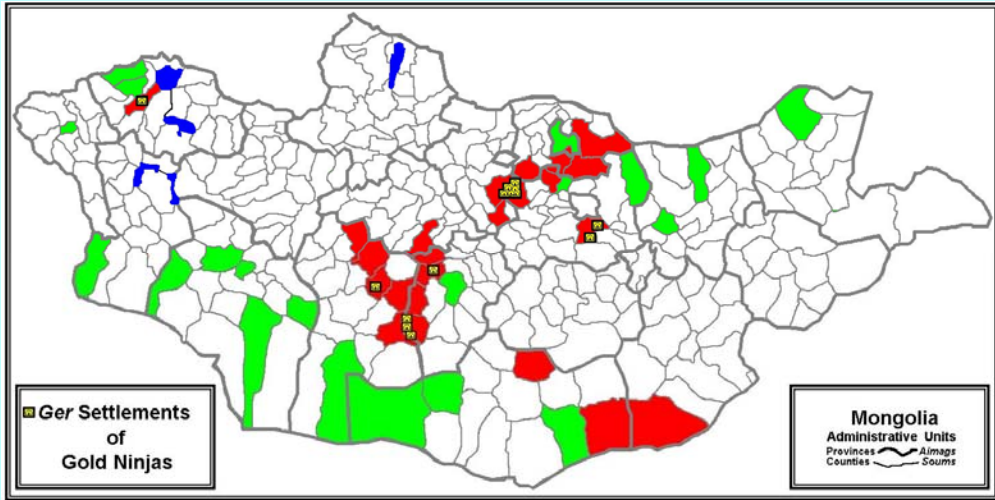 Ger Settlements
of
Gold Ninjas
Mongolia
Administrative Units
Provinces Aimags
Counties Soums